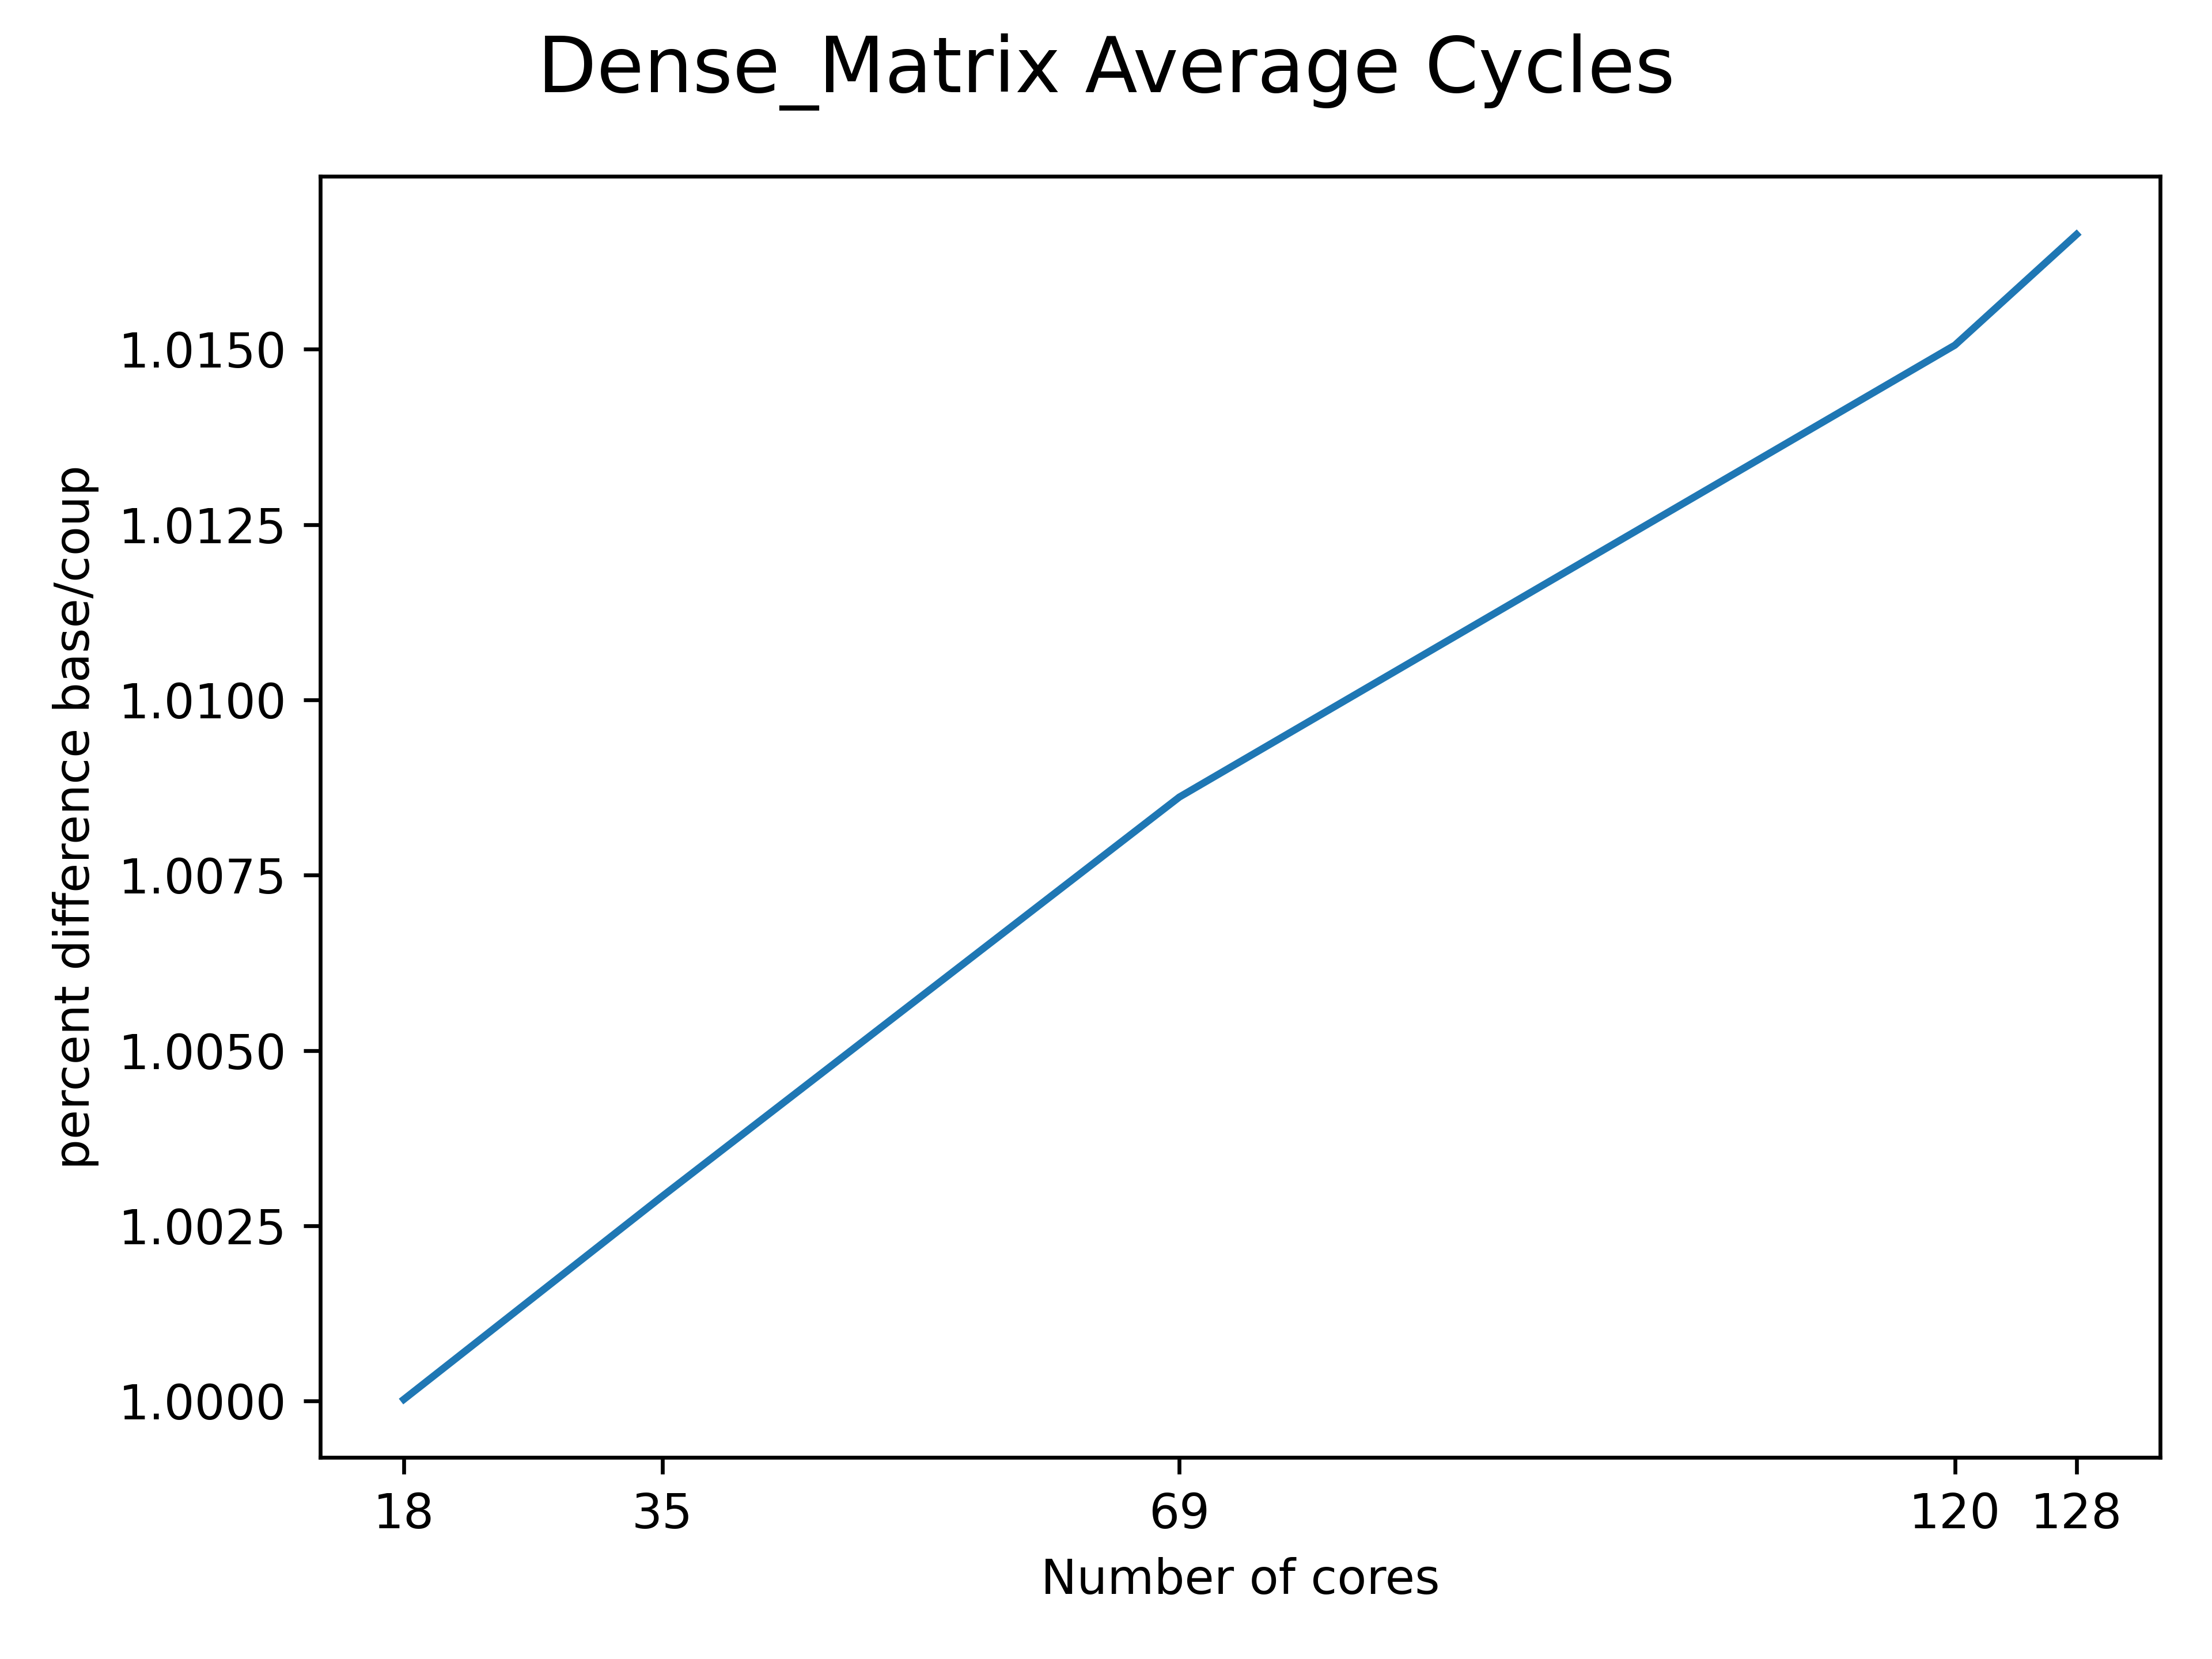 Dense_Matrix Average Cycles
percent difference base/coup
1.0150
1.0125
1.0100
1.0075
1.0050
1.0025
1.0000
18 35 69 120 128
Number of cores